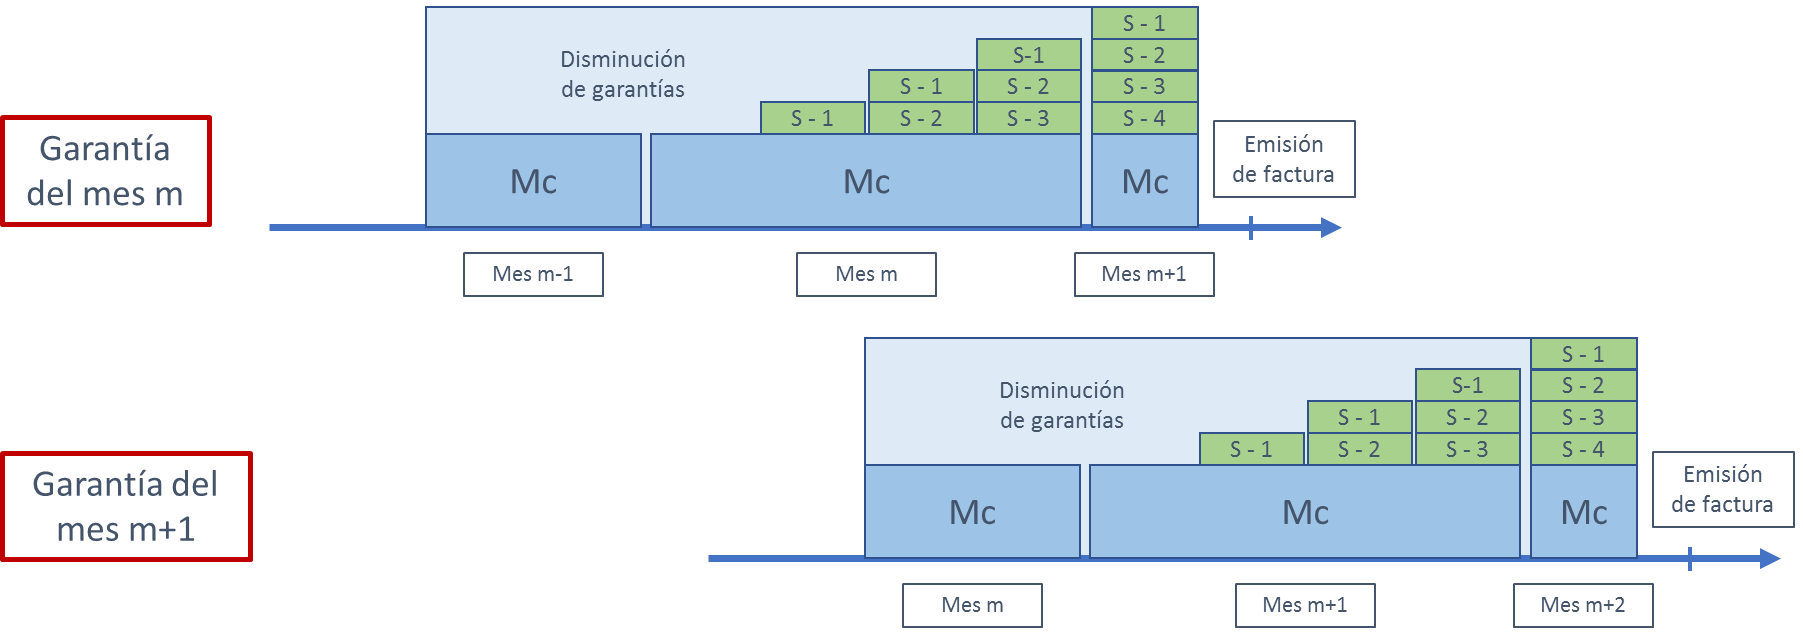 Garantía
del mes m
Disminución
de garantías
S - 1
S - 1
S - 2
S-1
S - 2
S - 3
S - 1
S - 2
S - 3
S - 4
Mc
Mc
Mc
Emisión
de factura
Mes m-1
Mes m
Mes m+1
Garantía del
mes m+1
Disminución
de garantías
S - 1
S - 1
S - 2
S-1
S - 2
S - 3
S - 1
S - 2
S - 3
S - 4
Mc
Mc
Mc
Emisión
de factura
Mes m
Mes m+1
Mes m+2